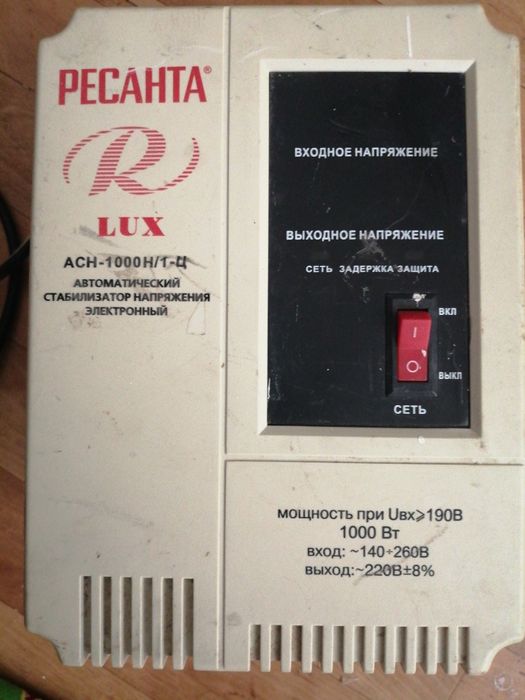 РЕСАНТА®
R
LUX
АСН-1000Н/1-Ц
АВТОМАТИЧЕСКИЙ
СТАБИЛИЗАТОР НАПРЯЖЕНИЯ
ЭЛЕКТРОННЫЙ
ВХОДНОЕ НАПРЯЖЕНИЕ
ВЫХОДНОЕ НАПРЯЖЕНИЕ
СЕТЬ ЗАДЕРЖКА ЗАЩИТА
ВКЛ
I
O
ВЫКЛ
СЕТЬ
мощность при Uвх⩾190В
1000 Вт
вход: ~140÷260В
выход:~220В±8%